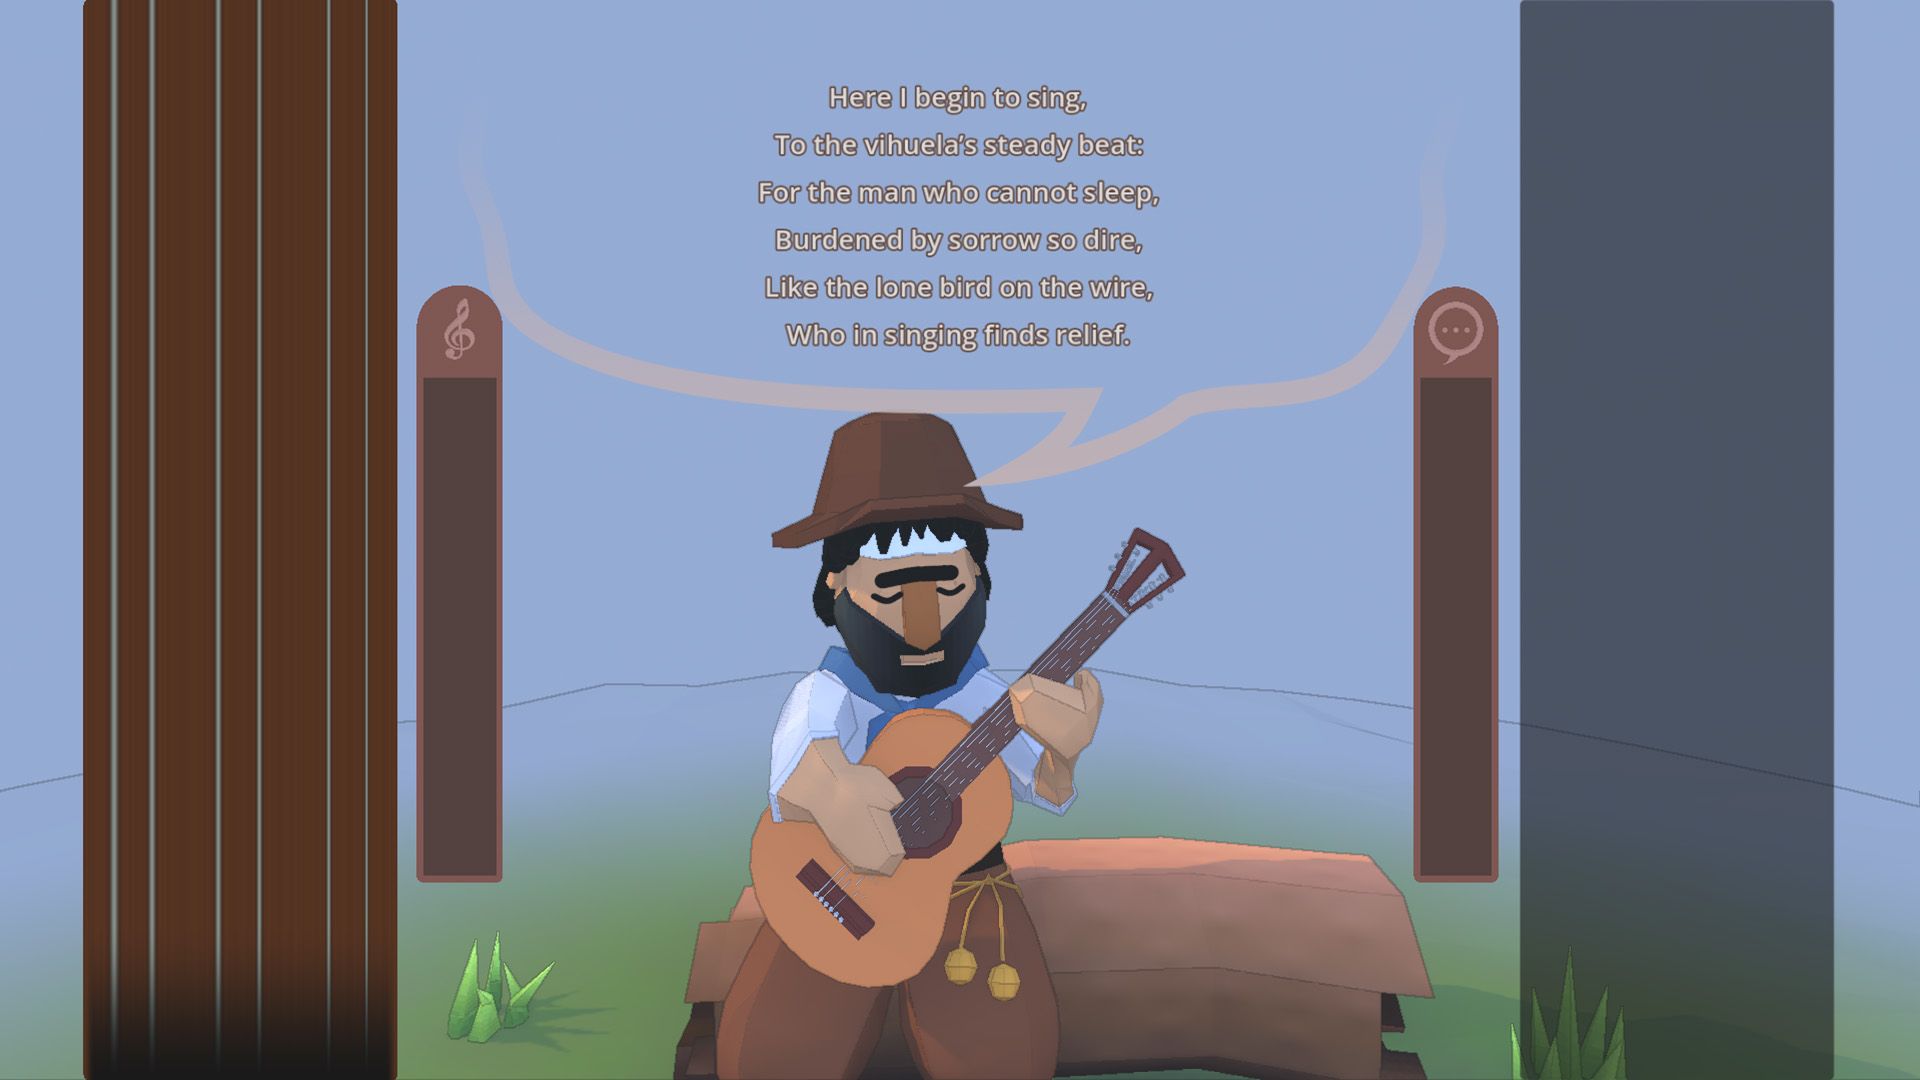 Here I begin to sing,
To the vihuela’s steady beat:
For the man who cannot sleep,
Burdened by sorrow so dire,
Like the lone bird on the wire,
Who in singing finds relief.